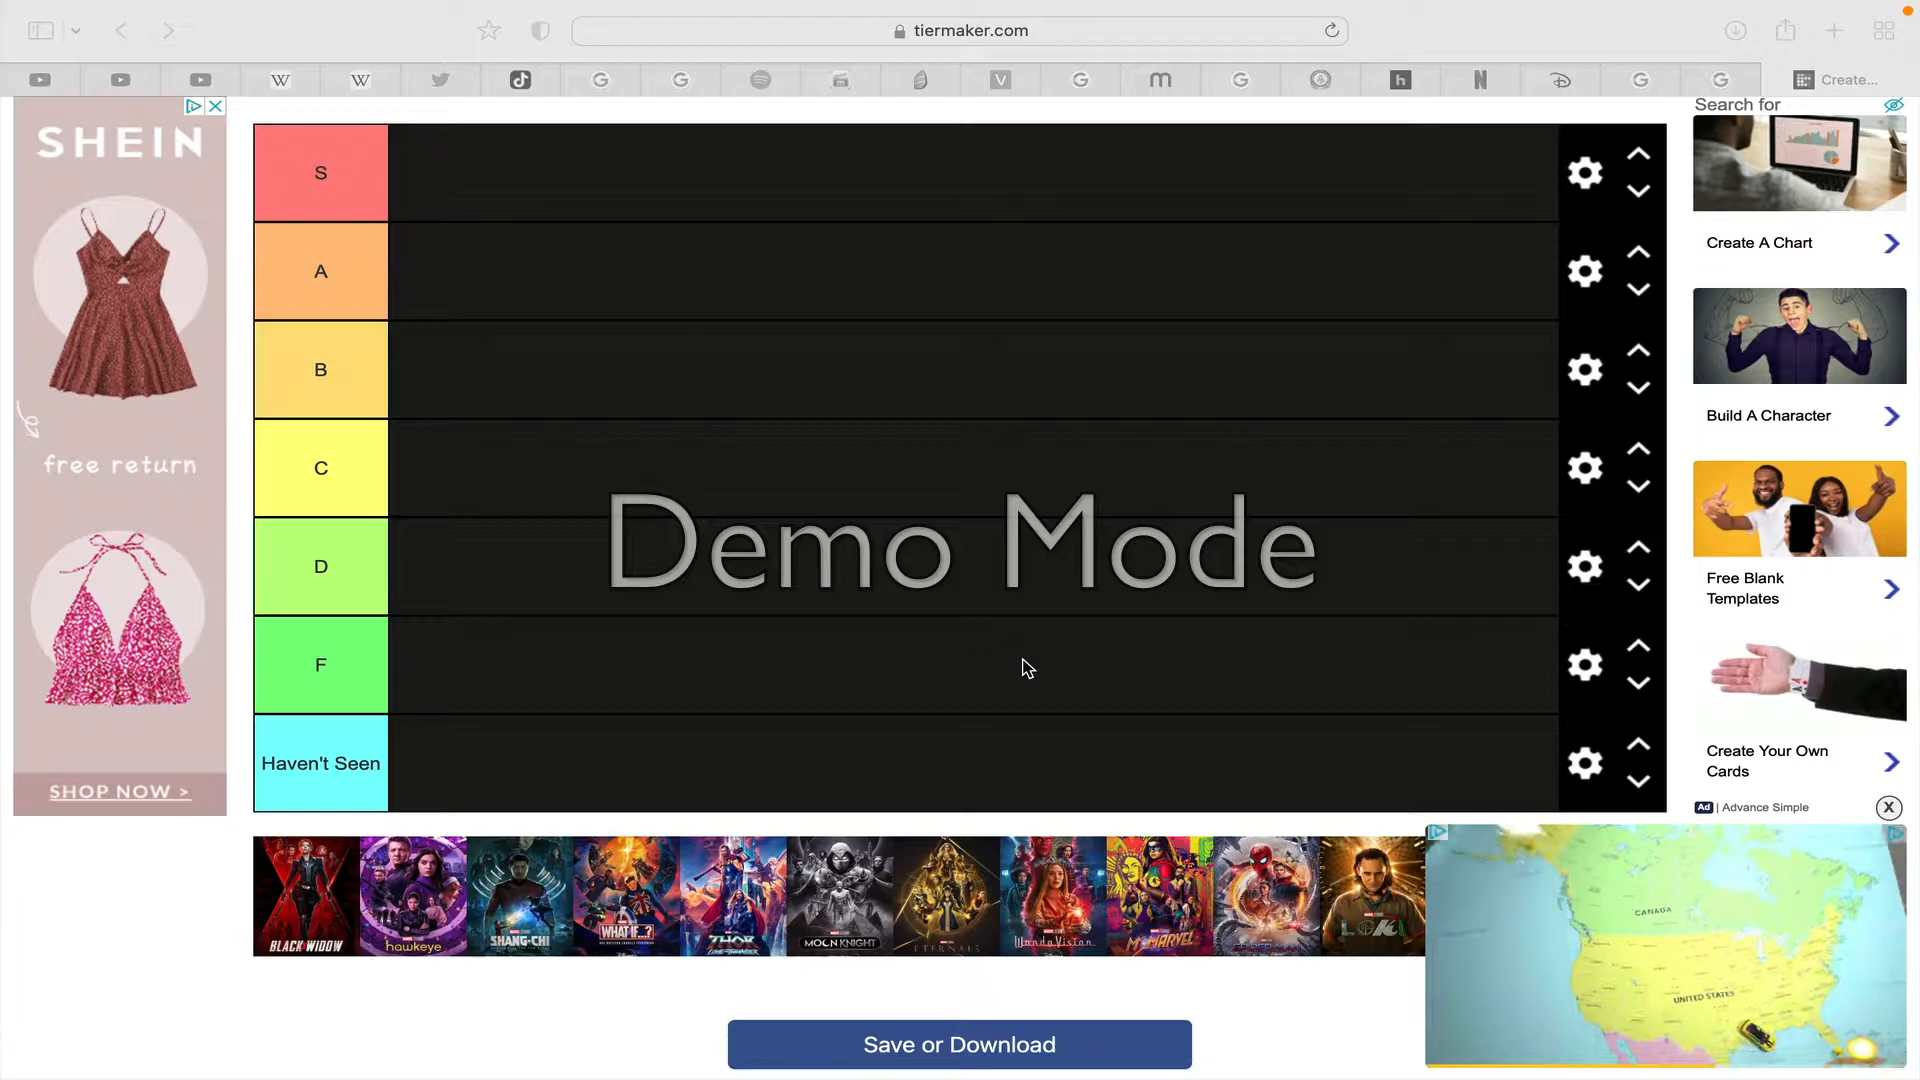 tiermaker.com
Create...
SHEIN
free return
SHOP NOW >
S
A
B
C
D
F
Haven't Seen
Demo Mode
Search for
Create A Chart
Build A Character
Free Blank
Templates
Create Your Own
Cards
Ad | Advance Simple
BLACK WIDOW
hawkeye
SHANG-CHI
WHAT IF...?
THOR
MOON KNIGHT
ETERNALS
WandaVision
MS MARVEL
SPIDER-MAN
LOKI
CANADA
UNITED STATES
Save or Download